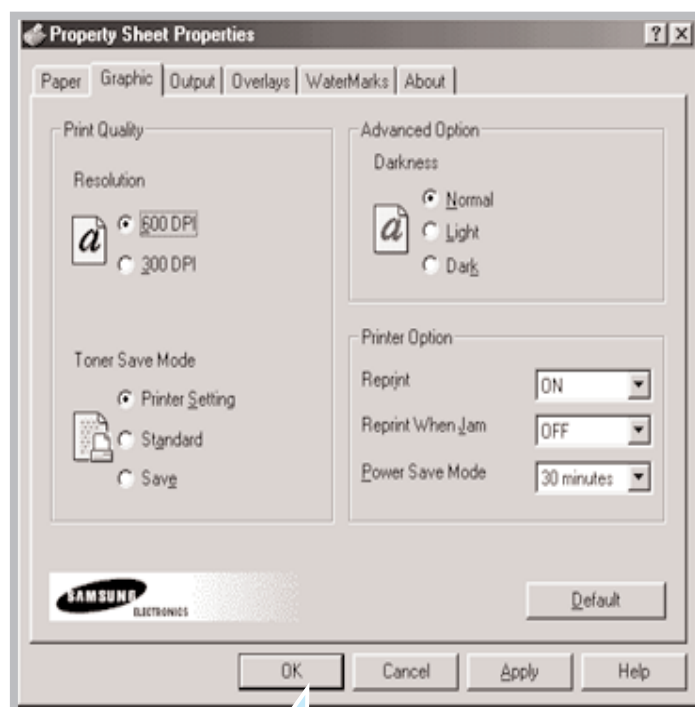 Property Sheet Properties
Paper Graphic Output Overlays WaterMarks About
Print Quality
Resolution
a
600 DPI
300 DPI
Toner Save Mode
Printer Setting
Standard
Save
Advanced Option
Darkness
a
Normal
Light
Dark
Printer Option
Reprint ON
Reprint When Jam OFF
Power Save Mode 30 minutes
SAMSUNG
ELECTRONICS
Default
OK Cancel Apply Help